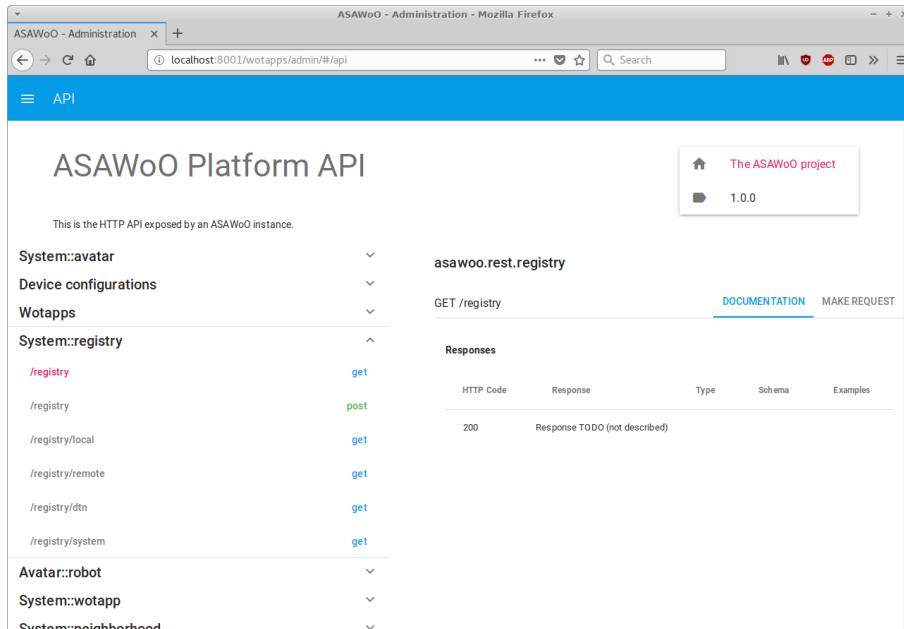 ASAWoO - Administration - Mozilla Firefox
ASAWoO - Administration
localhost:8001/wotapps/admin/#/api
Search
API
ASAWoO Platform API
The ASAWoO project
1.0.0
This is the HTTP API exposed by an ASAWoO instance.
System::avatar
Device configurations
Wotapps
System::registry
/registry get
/registry post
/registry/local get
/registry/remote get
/registry/dtn get
/registry/system get
Avatar::robot
System::wotapp
System::neighborhood
asawoo.rest.registry
GET /registry DOCUMENTATION MAKE REQUEST
Responses
HTTP Code Response Type Schema Examples
200 Response TODO (not described)